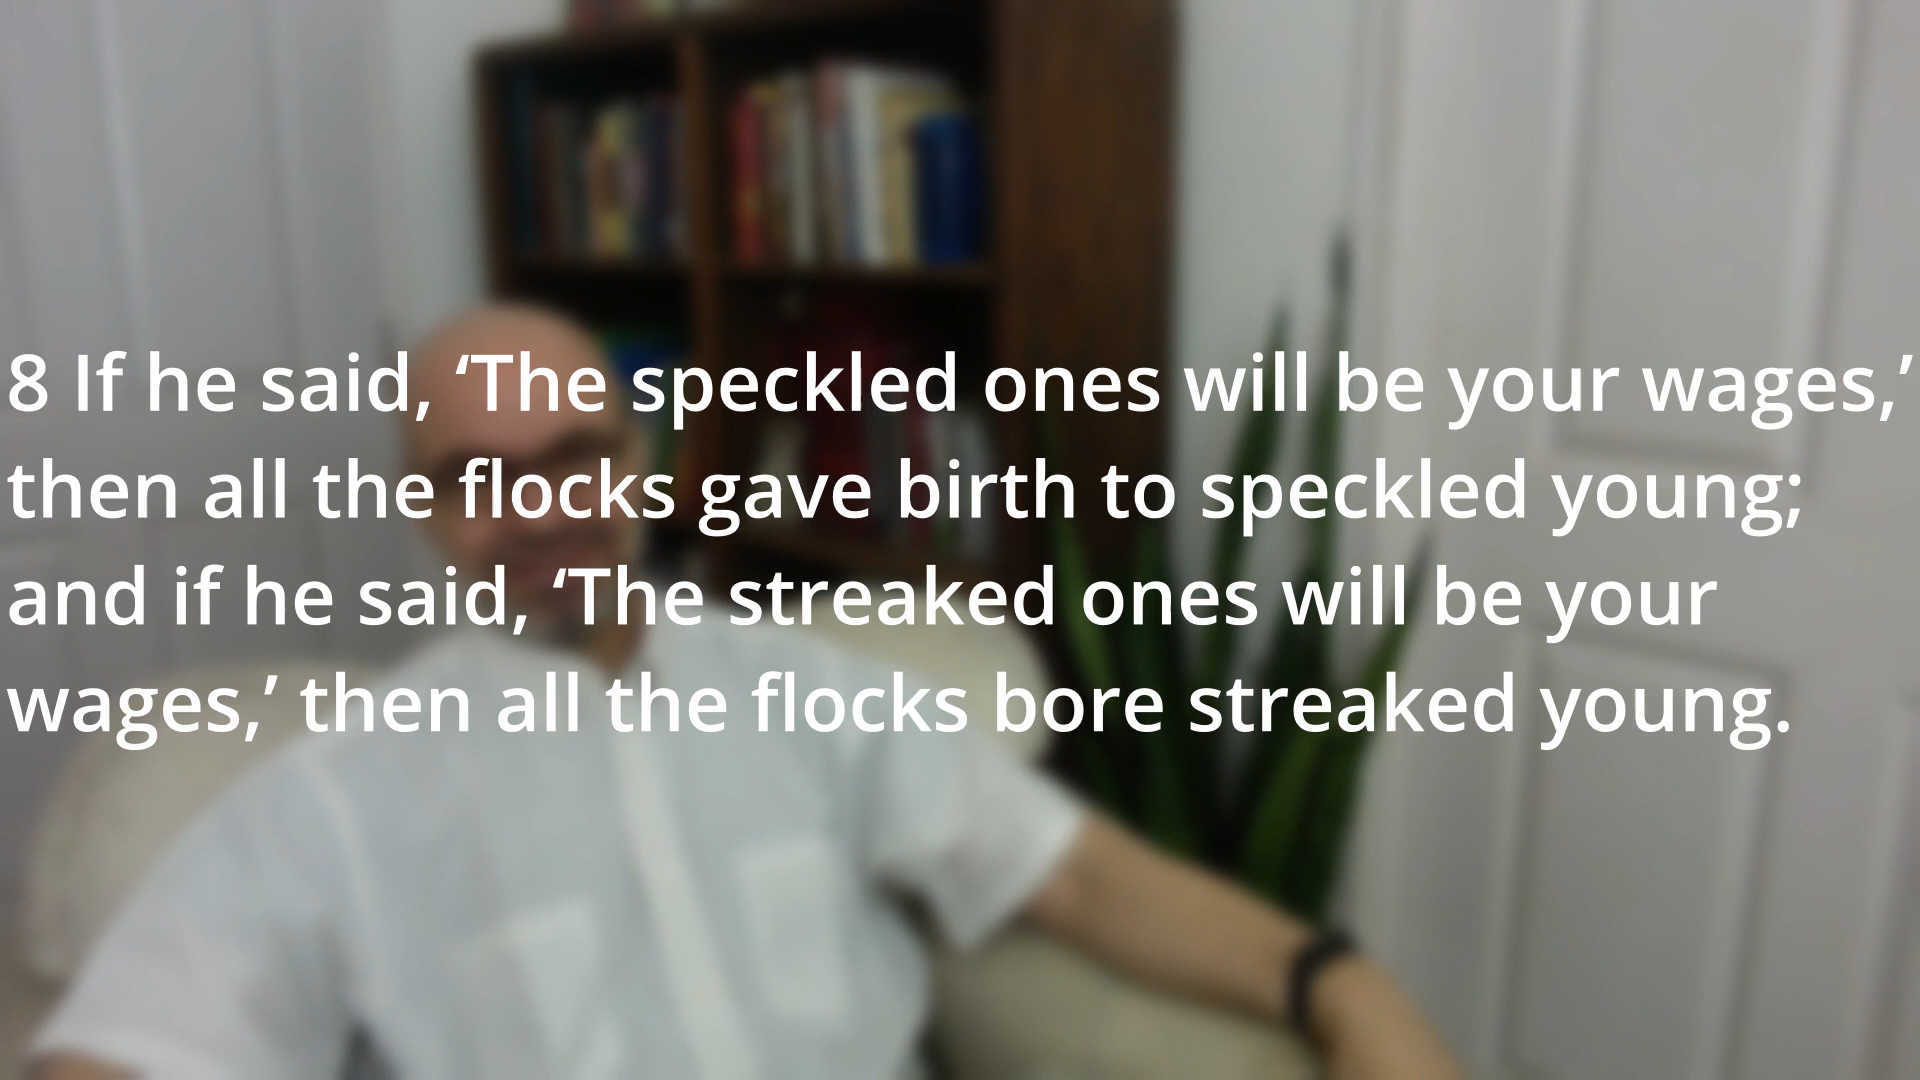 8 If he said, ‘The speckled ones will be your wages,’
then all the flocks gave birth to speckled young;
and if he said, ‘The streaked ones will be your
wages,’ then all the flocks bore streaked young.